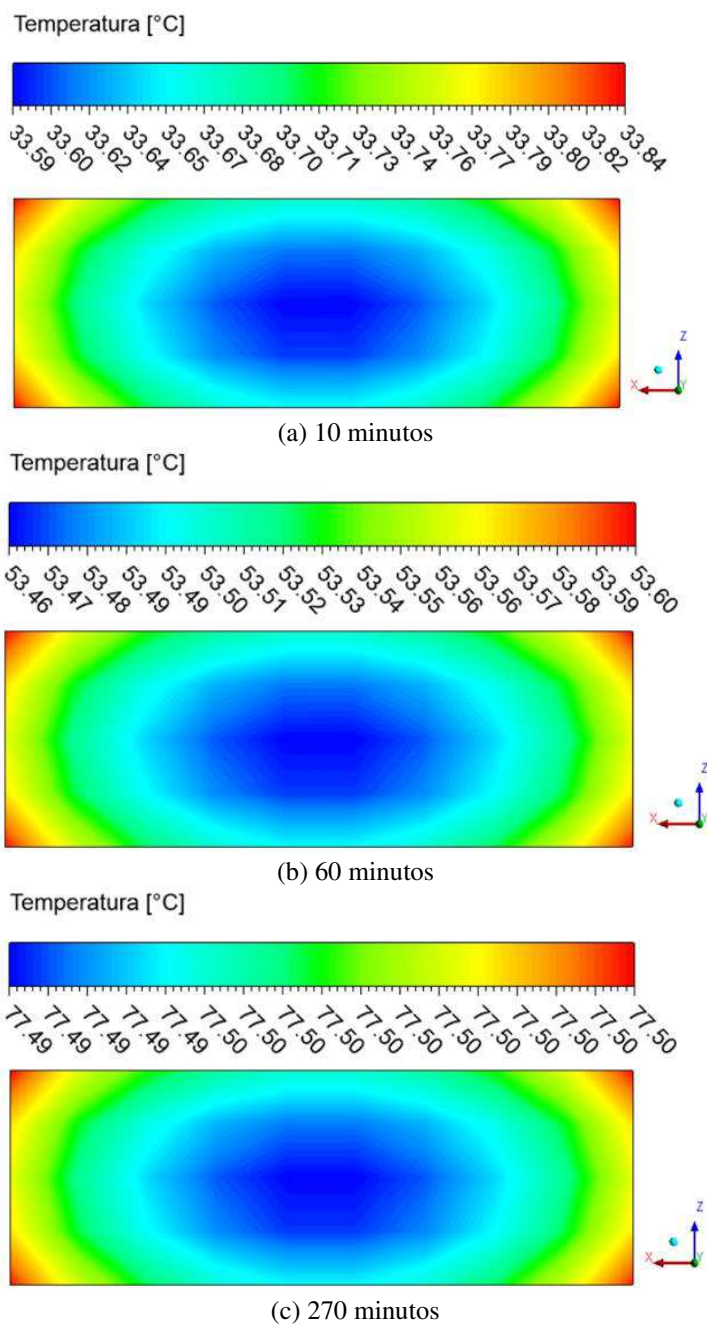 Temperatura [°C]
33.59 33.60 33.62 33.64 33.65 33.67 33.68 33.70 33.71 33.73 33.74 33.76 33.77 33.79 33.80 33.82 33.84
Z
X Y
(a) 10 minutos
Temperatura [°C]
53.46 53.47 53.48 53.49 53.49 53.50 53.51 53.52 53.53 53.54 53.55 53.56 53.56 53.57 53.58 53.59 53.60
Z
X Y
(b) 60 minutos
Temperatura [°C]
77.49 77.49 77.49 77.49 77.49 77.50 77.50 77.50 77.50 77.50 77.50 77.50 77.50 77.50 77.50 77.50 77.50
Z
X Y
(c) 270 minutos